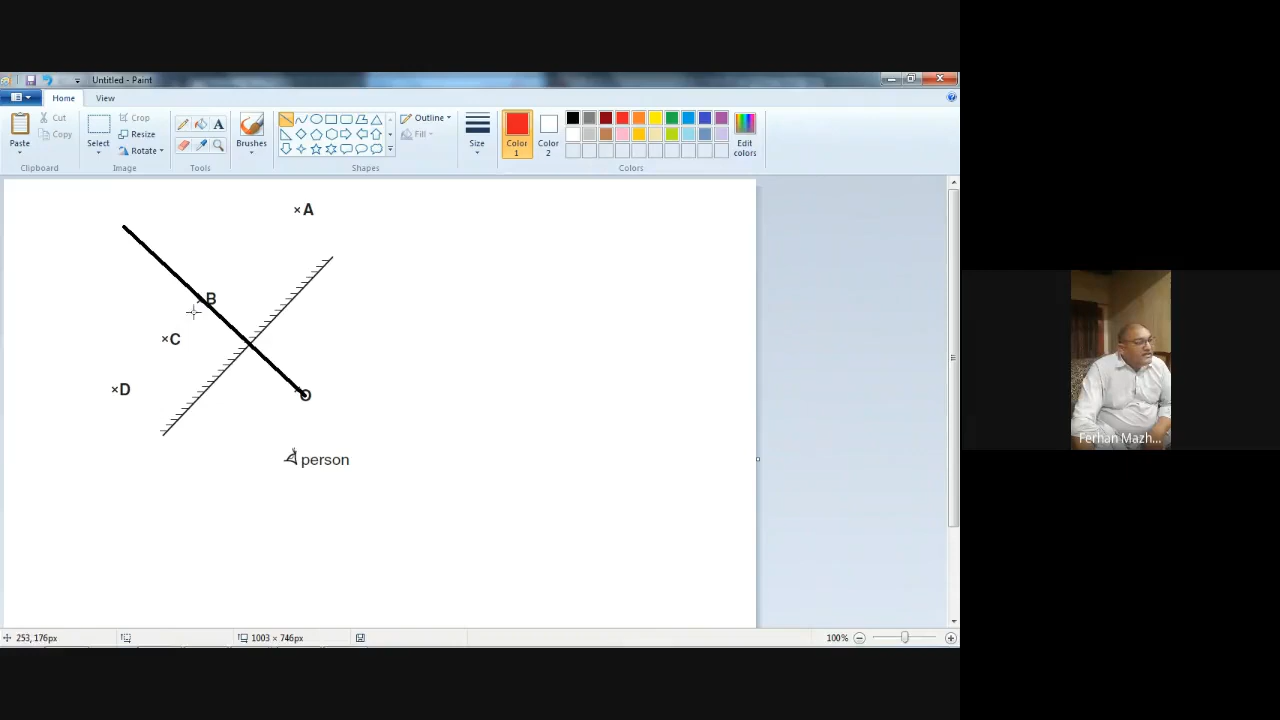 Untitled - Paint
Home
View
Paste
Cut
Copy
Clipboard
Select
Crop
Resize
Rotate
Image
A
Tools
Brushes
Outline
Fill
Shapes
Size
Color 1
Color 2
Edit colors
Colors
×A
×B
×C
×D
O
person
Ferhan Mazh...
253, 176px
1003 × 746px
100%